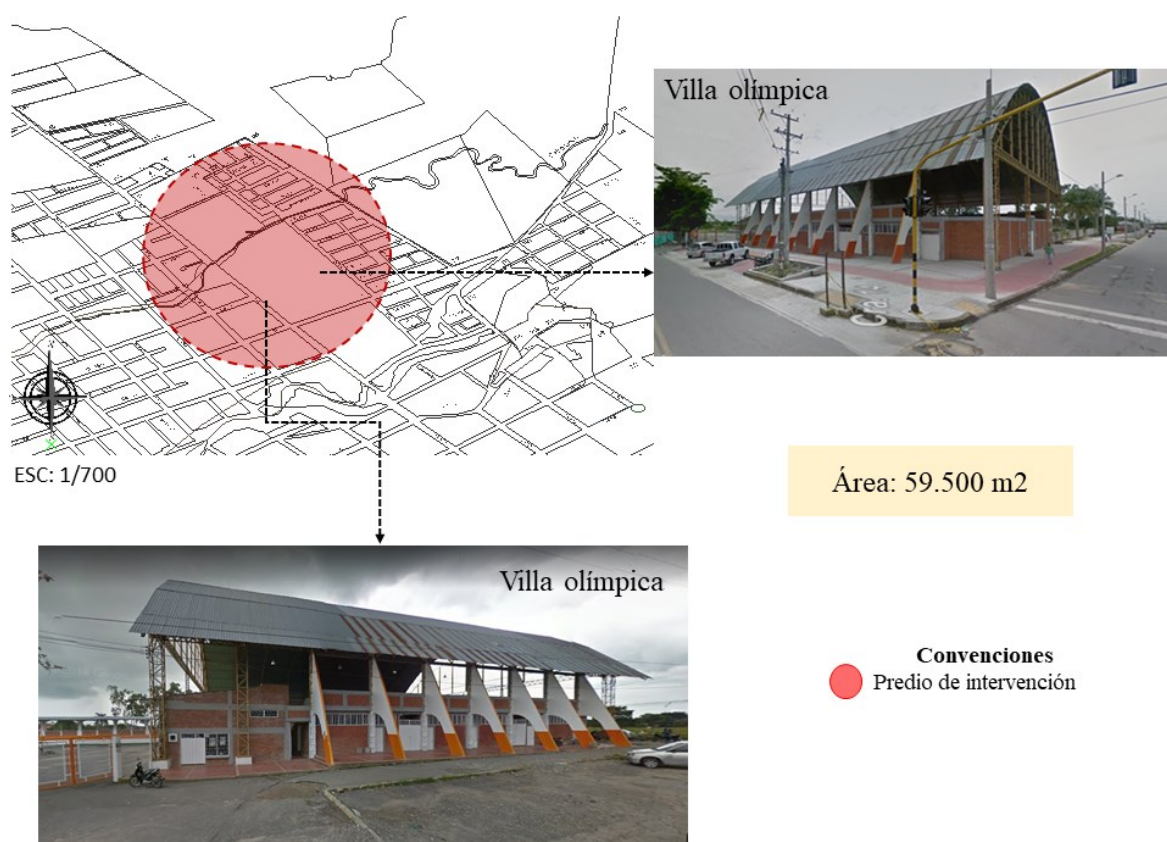 Villa olímpica
ESC: 1/700
Área: 59.500 m2
Villa olímpica
Convenciones
Predio de intervención